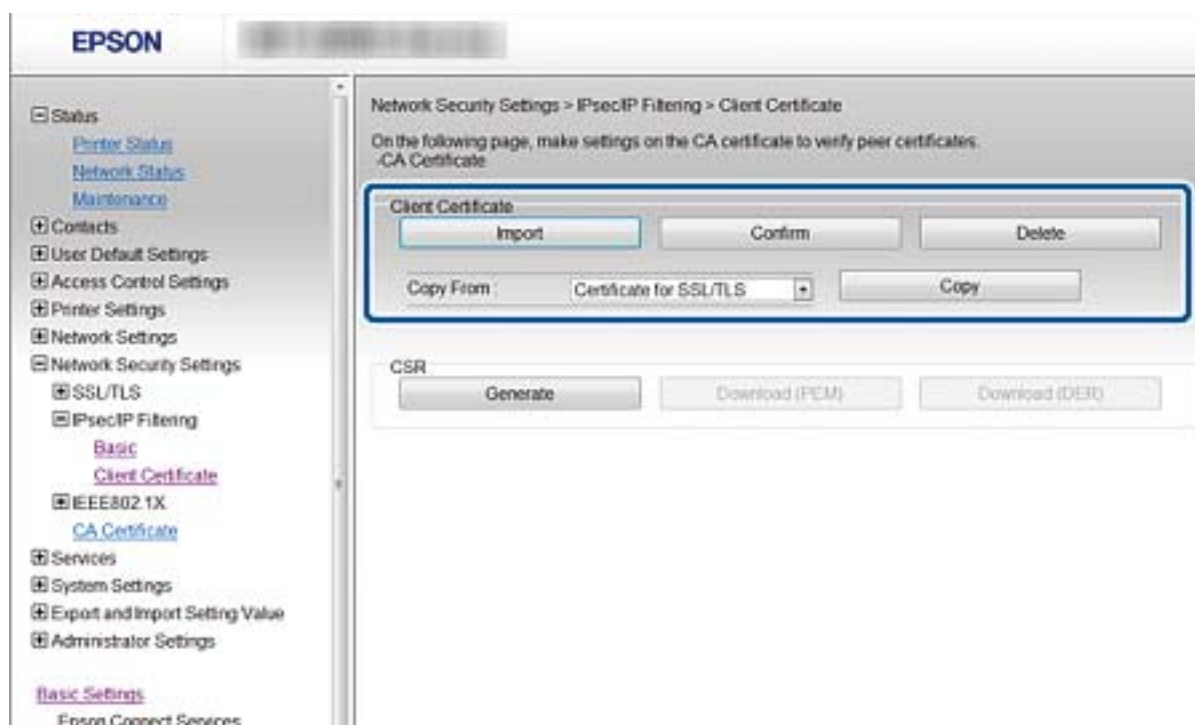 EPSON
Status
Printer Status
Network Status
Maintenance
Contacts
User Default Settings
Access Control Settings
Printer Settings
Network Settings
Network Security Settings
SSL/TLS
IPsec/IP Filtering
Basic
Client Certificate
IEEE802.1X
CA Certificate
Services
System Settings
Export and Import Setting Value
Administrator Settings
Basic Settings
Epson Connect Services
Network Security Settings > IPsec/IP Filtering > Client Certificate
On the following page, make settings on the CA certificate to verify peer certificates.
-CA Certificate
Client Certificate
Import Confirm Delete
Copy From : Certificate for SSL/TLS Copy
CSR
Generate Download (PEM) Download (DER)